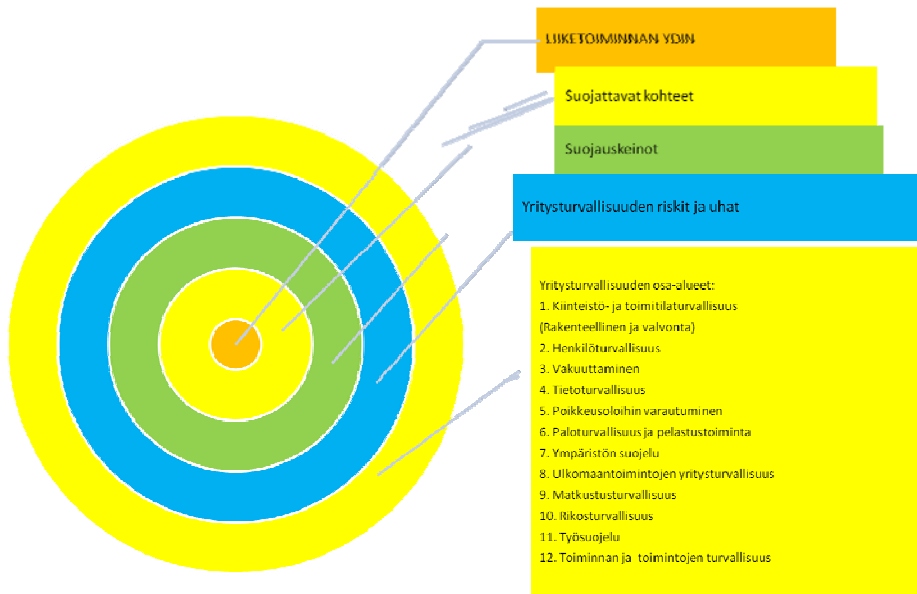 LIIKETOIMINNAN YDIN
Suojattavat kohteet
Suojauskeinot
Yritysturvallisuuden riskit ja uhat
Yritysturvallisuuden osa-alueet:
1. Kiinteistö- ja toimitilaturvallisuus
(Rakenteellinen ja valvonta)
2. Henkilöturvallisuus
3. Vakuuttaminen
4. Tietoturvallisuus
5. Poikkeusoloihin varautuminen
6. Paloturvallisuus ja pelastustoiminta
7. Ympäristön suojelu
8. Ulkomaantoimintojen yritysturvallisuus
9. Matkustusturvallisuus
10. Rikosturvallisuus
11. Työsuojelu
12. Toiminnan ja toimintojen turvallisuus